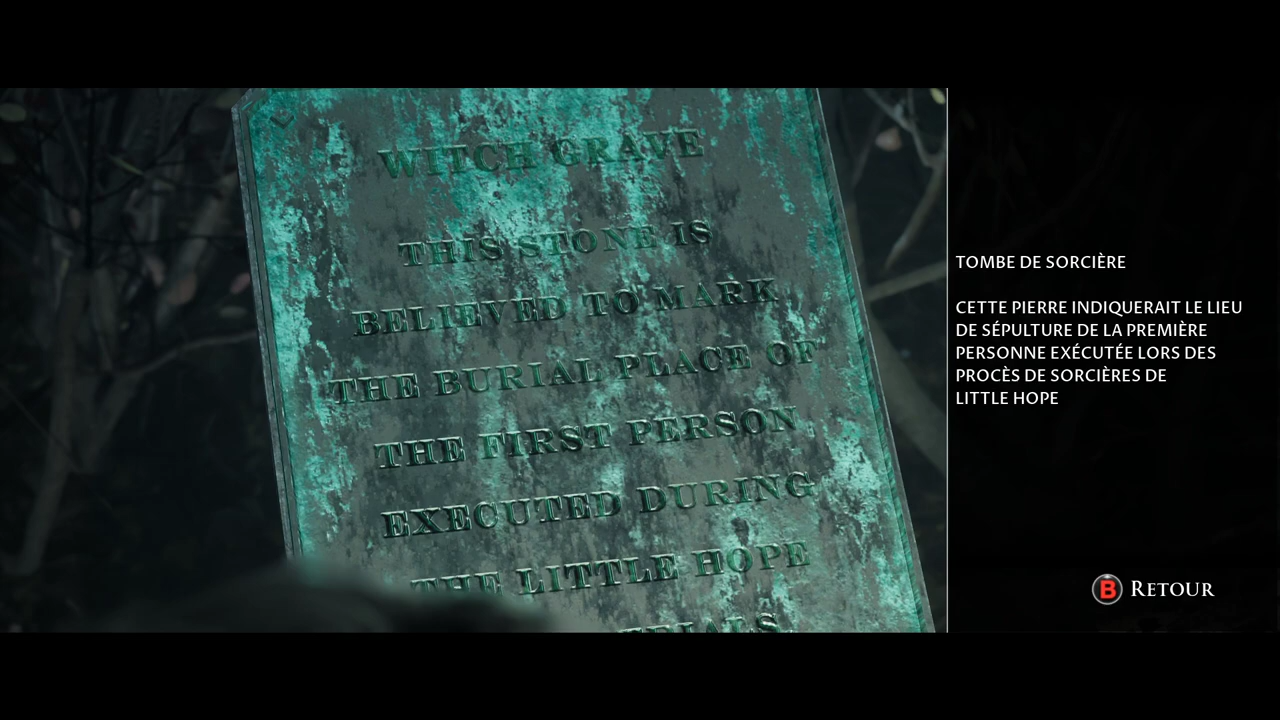 WITCH GRAVE
THIS STONE IS
BELIEVED TO MARK
THE BURIAL PLACE OF
THE FIRST PERSON
EXECUTED DURING
THE LITTLE HOPE
TRIALS
TOMBE DE SORCIÈRE
CETTE PIERRE INDIQUERAIT LE LIEU
DE SÉPULTURE DE LA PREMIÈRE
PERSONNE EXÉCUTÉE LORS DES
PROCÈS DE SORCIÈRES DE
LITTLE HOPE
B RETOUR